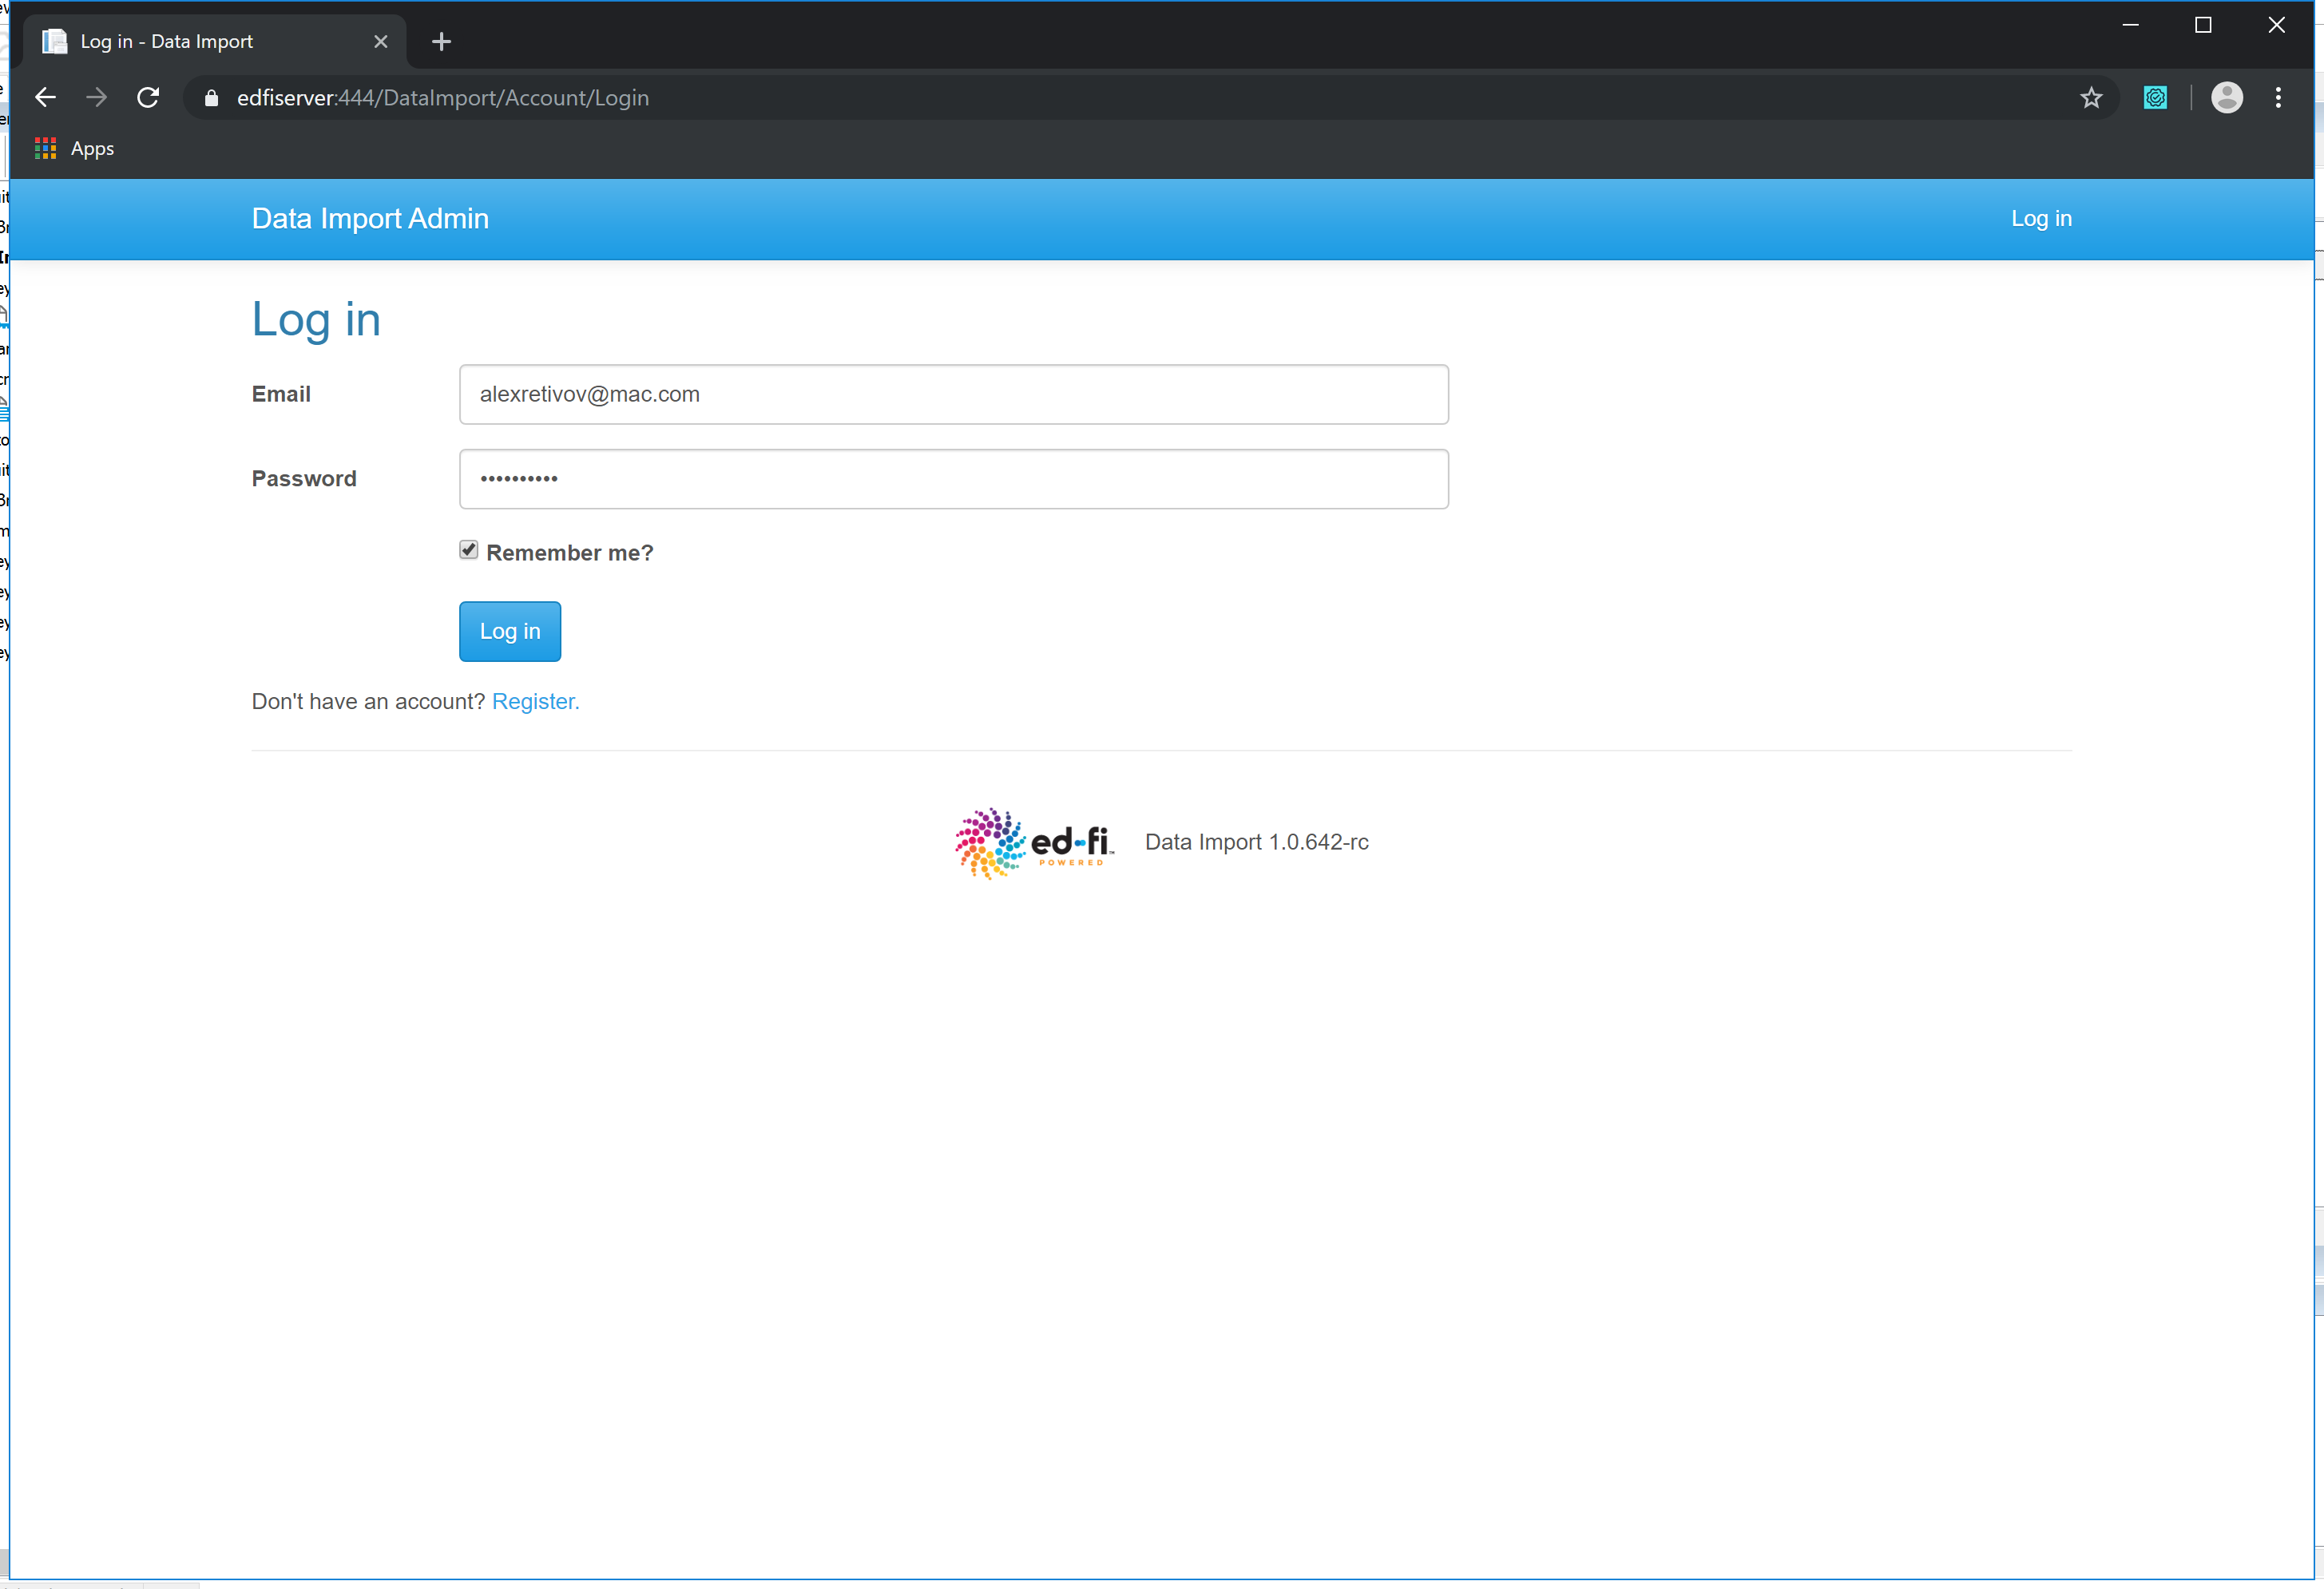 Log in - Data Import
edfiserver:444/DataImport/Account/Login
Apps
Data Import Admin
Log in
Log in
Email
alexretivov@mac.com
Password
••••••••••
Remember me?
Log in
Don't have an account? Register.
ed-fi™
POWERED
Data Import 1.0.642-rc